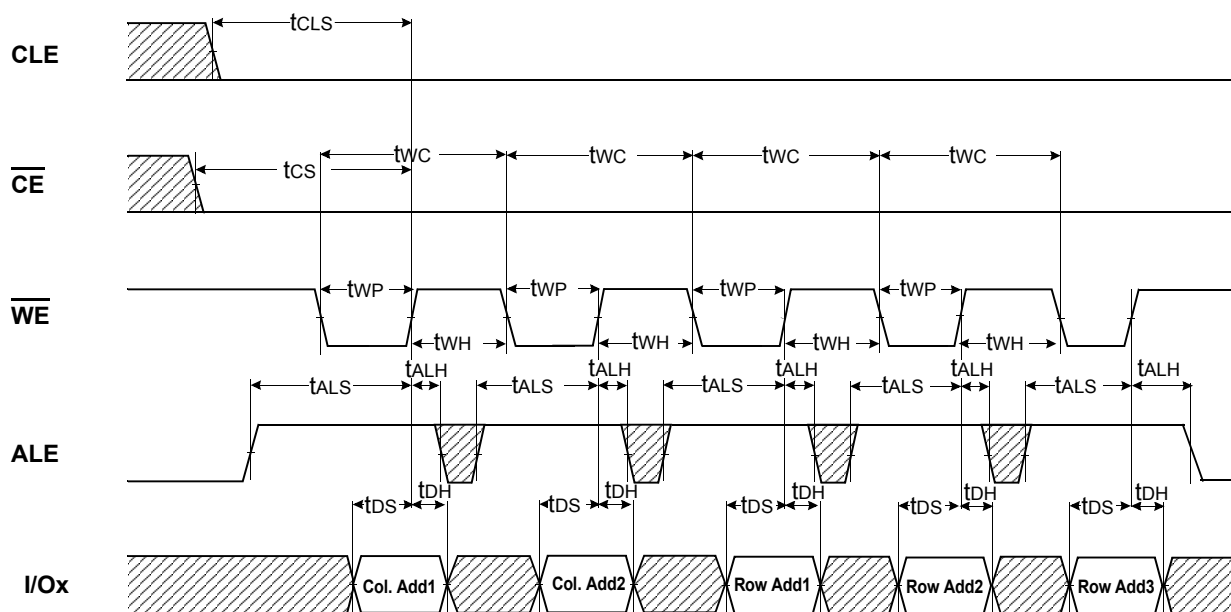 tCLS
CLE
tWC tWC tWC tWC
CE
tCS
tWP tWP tWP tWP
WE
tWH tWH tWH tWH
tALH tALH tALH tALH tALH
tALS tALS tALS tALS tALS
ALE
tDH tDH tDH tDH tDH
tDS tDS tDS tDS tDS
I/Ox Col. Add1 Col. Add2 Row Add1 Row Add2 Row Add3